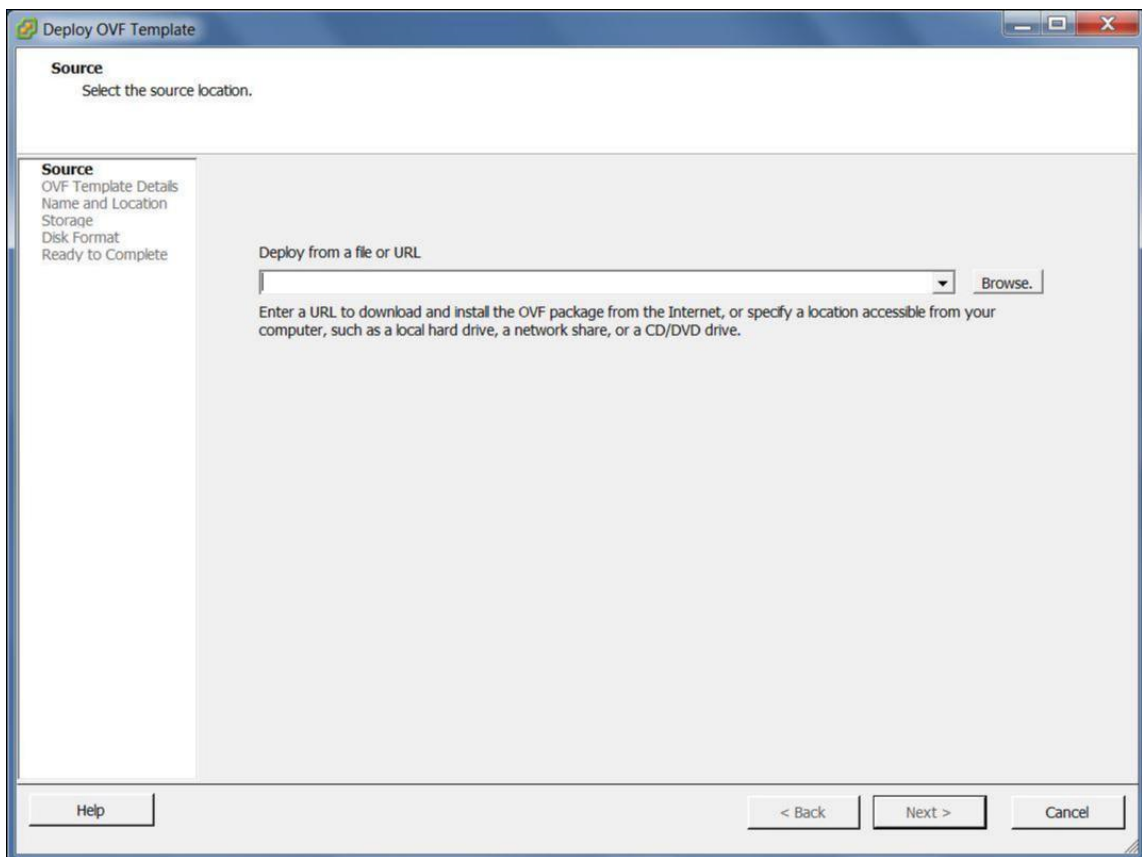 Deploy OVF Template
Source
Select the source location.
Source
OVF Template Details
Name and Location
Storage
Disk Format
Ready to Complete
Deploy from a file or URL
Browse.
Enter a URL to download and install the OVF package from the Internet, or specify a location accessible from your
computer, such as a local hard drive, a network share, or a CD/DVD drive.
Help
< Back
Next >
Cancel